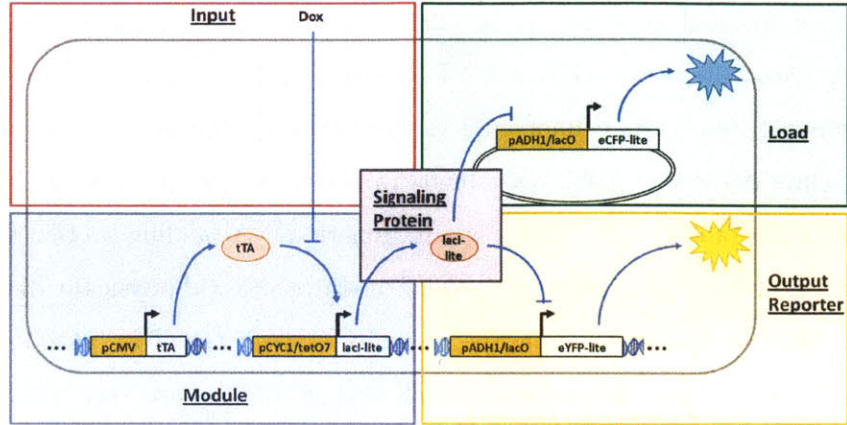 Input
Dox
pADH1/lacO
eCFP-lite
Load
Signaling
Protein
tTA
lacI-
lite
Output
Reporter
... pCMV tTA pCYC1/tetO7 lacI-lite ... pADH1/lacO eYFP-lite ...
Module